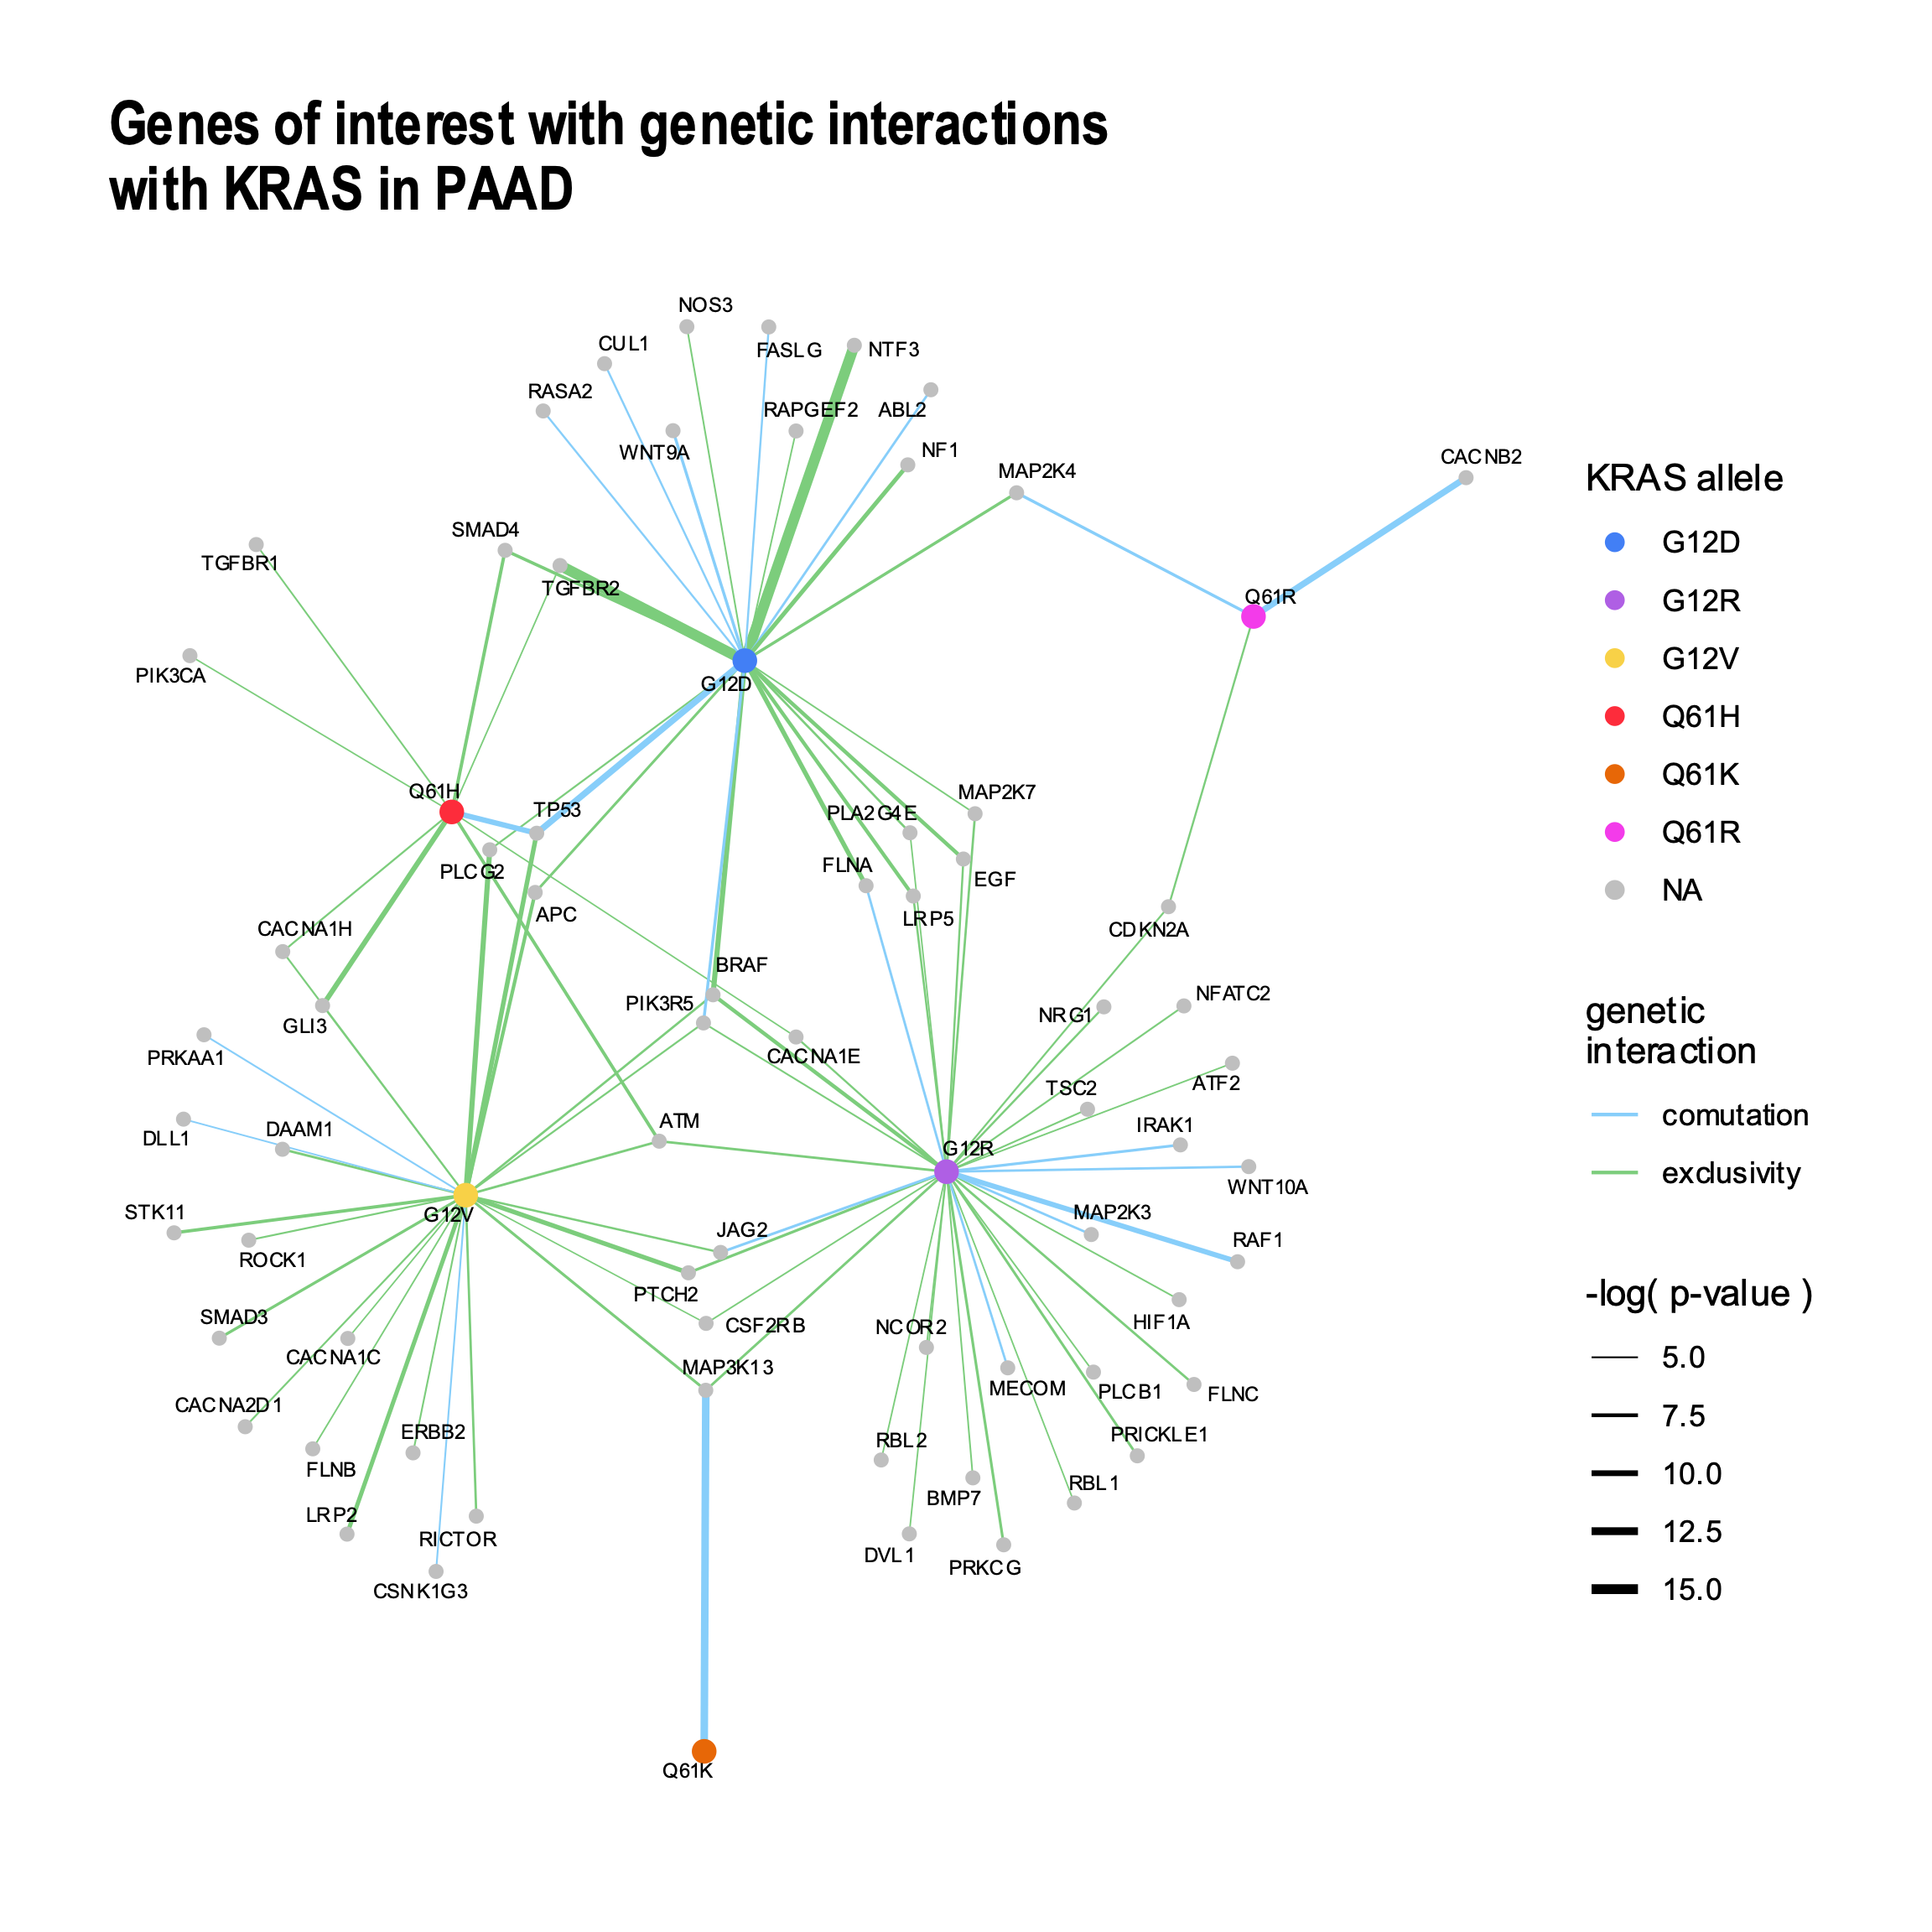 Genes of interest with genetic interactions
with KRAS in PAAD
NOS3
CUL1
FASLG
NTF3
RASA2
RAPGEF2
ABL2
WNT9A
NF1
MAP2K4
CACNB2
SMAD4
TGFBR1
TGFBR2
Q61R
PIK3CA
G12D
Q61H
TP53
PLA2G4E
MAP2K7
PLCG2
FLNA
EGF
APC
LRP5
CACNA1H
CDKN2A
BRAF
PIK3R5
NFATC2
NRG1
GLI3
PRKAA1
CACNA1E
TSC2
ATF2
DLL1
DAAM1
ATM
IRAK1
G12R
WNT10A
STK11
G12V
MAP2K3
JAG2
RAF1
ROCK1
PTCH2
SMAD3
CSF2RB
NCOR2
HIF1A
CACNA1C
MAP3K13
MECOM
PLCB1
FLNC
CACNA2D1
ERBB2
RBL2
PRICKLE1
FLNB
RBL1
BMP7
LRP2
RICTOR
DVL1
PRKCG
CSNK1G3
Q61K
KRAS allele
G12D
G12R
G12V
Q61H
Q61K
Q61R
NA
genetic
interaction
comutation
exclusivity
-log( p-value )
5.0
7.5
10.0
12.5
15.0